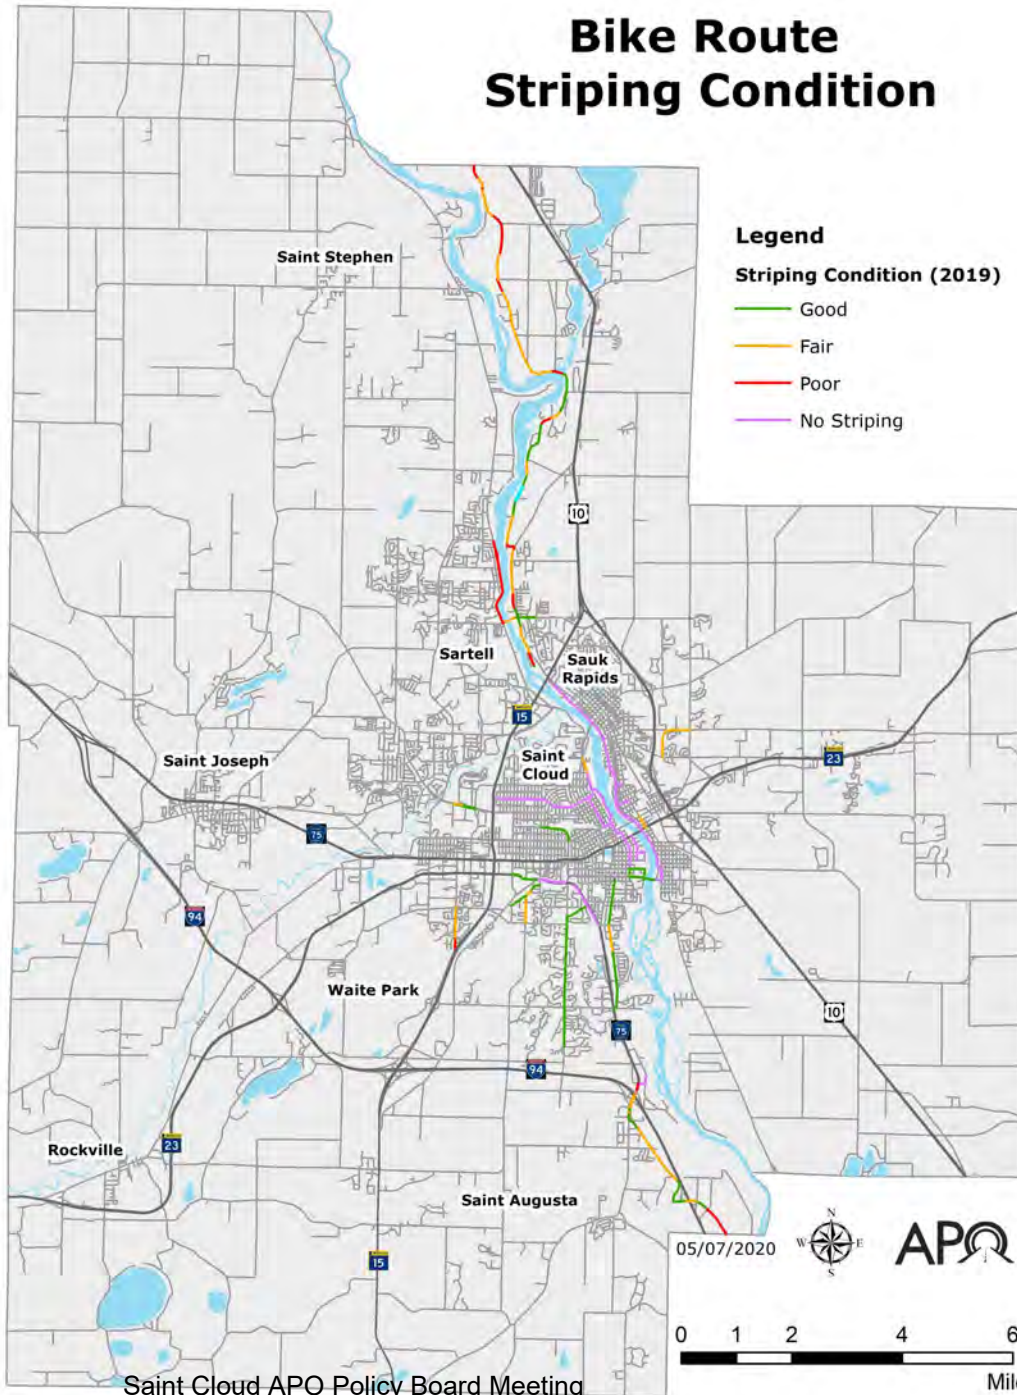 Bike Route
Striping Condition
Legend
Striping Condition (2019)
Good
Fair
Poor
No Striping
Saint Stephen
10
Sartell
Sauk
Rapids
15
Saint
Cloud
23
Saint Joseph
75
94
Waite Park
10
75
94
Rockville
23
Saint Augusta
15
05/07/2020
N
W
E
S
APO
0 1 2 4 6
Mil
Saint Cloud APO Policy Board Meeting